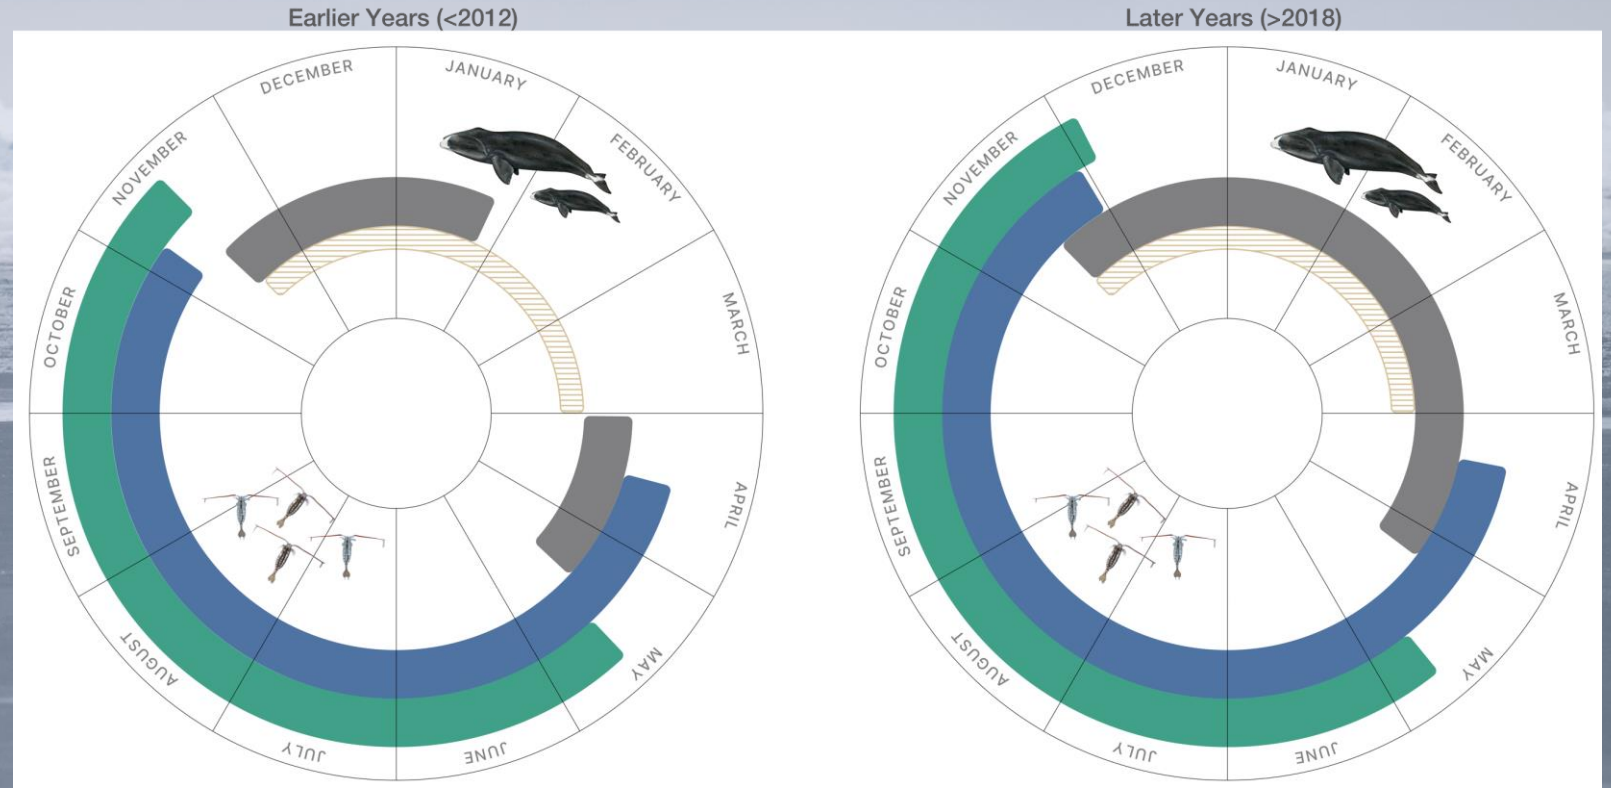 Earlier Years (<2012)
Later Years (>2018)
JANUARY
FEBRUARY
MARCH
APRIL
MAY
JUNE
JULY
AUGUST
SEPTEMBER
OCTOBER
NOVEMBER
DECEMBER
JANUARY
FEBRUARY
MARCH
APRIL
MAY
JUNE
JULY
AUGUST
SEPTEMBER
OCTOBER
NOVEMBER
DECEMBER